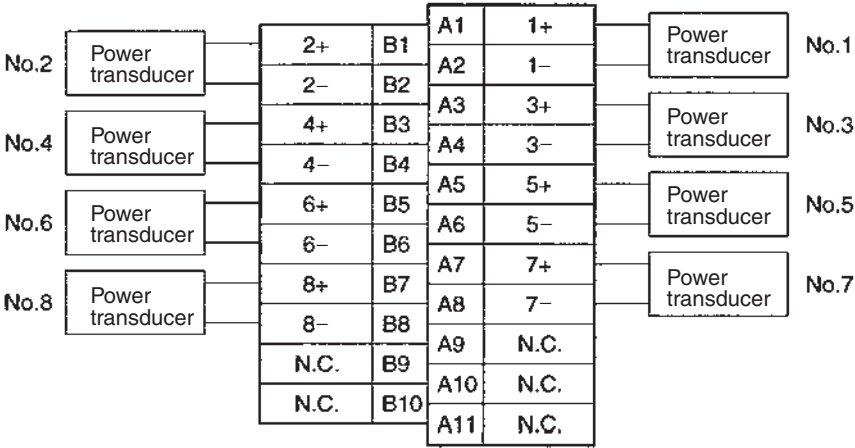 No.2 Power transducer
2+ B1
2− B2
No.4 Power transducer
4+ B3
4− B4
No.6 Power transducer
6+ B5
6− B6
No.8 Power transducer
8+ B7
8− B8
N.C. B9
N.C. B10
A1 1+
A2 1−
Power transducer No.1
A3 3+
A4 3−
Power transducer No.3
A5 5+
A6 5−
Power transducer No.5
A7 7+
A8 7−
Power transducer No.7
A9 N.C.
A10 N.C.
A11 N.C.